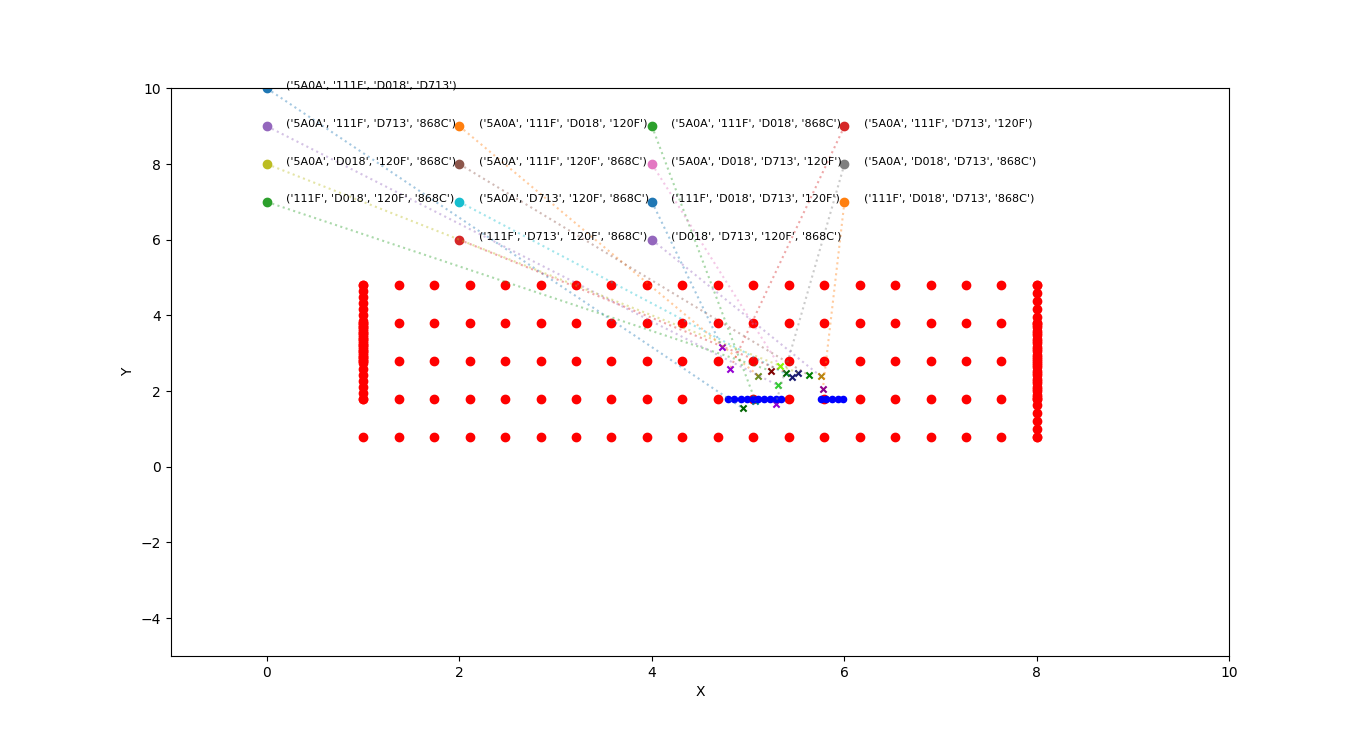 10
('5A0A', '111F', 'D018', 'D713')
('5A0A', '111F', 'D713', '868C') ('5A0A', '111F', 'D018', '120F') ('5A0A', '111F', 'D018', '868C') ('5A0A', '111F', 'D713', '120F')
8
('5A0A', 'D018', '120F', '868C') ('5A0A', '111F', '120F', '868C') ('5A0A', 'D018', 'D713', '120F') ('5A0A', 'D018', 'D713', '868C')
('111F', 'D018', '120F', '868C') ('5A0A', 'D713', '120F', '868C') ('111F', 'D018', 'D713', '120F') ('111F', 'D018', 'D713', '868C')
6
('111F', 'D713', '120F', '868C') ('D018', 'D713', '120F', '868C')
4
Y
2
0
−2
−4
0 2 4 6 8 10
X